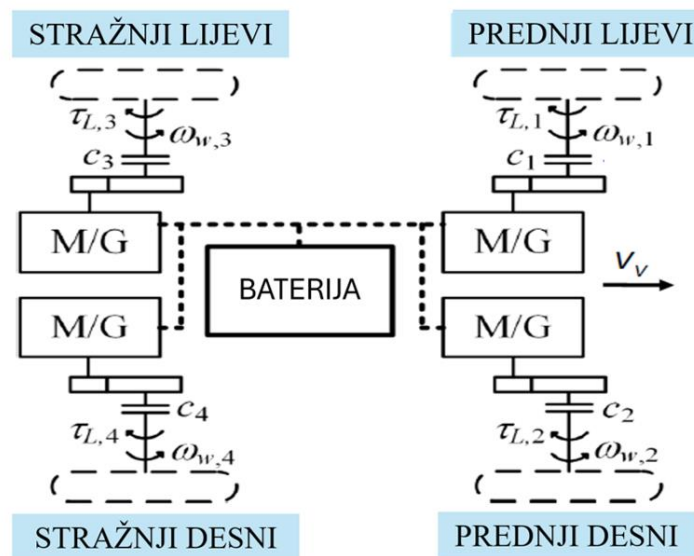 STRAŽNJI LIJEVI
PREDNJI LIJEVI
τL,3
ωw,3
τL,1
ωw,1
c3
c1
M/G
M/G
BATERIJA
Vv
M/G
M/G
c4
c2
τL,4
ωw,4
τL,2
ωw,2
STRAŽNJI DESNI
PREDNJI DESNI